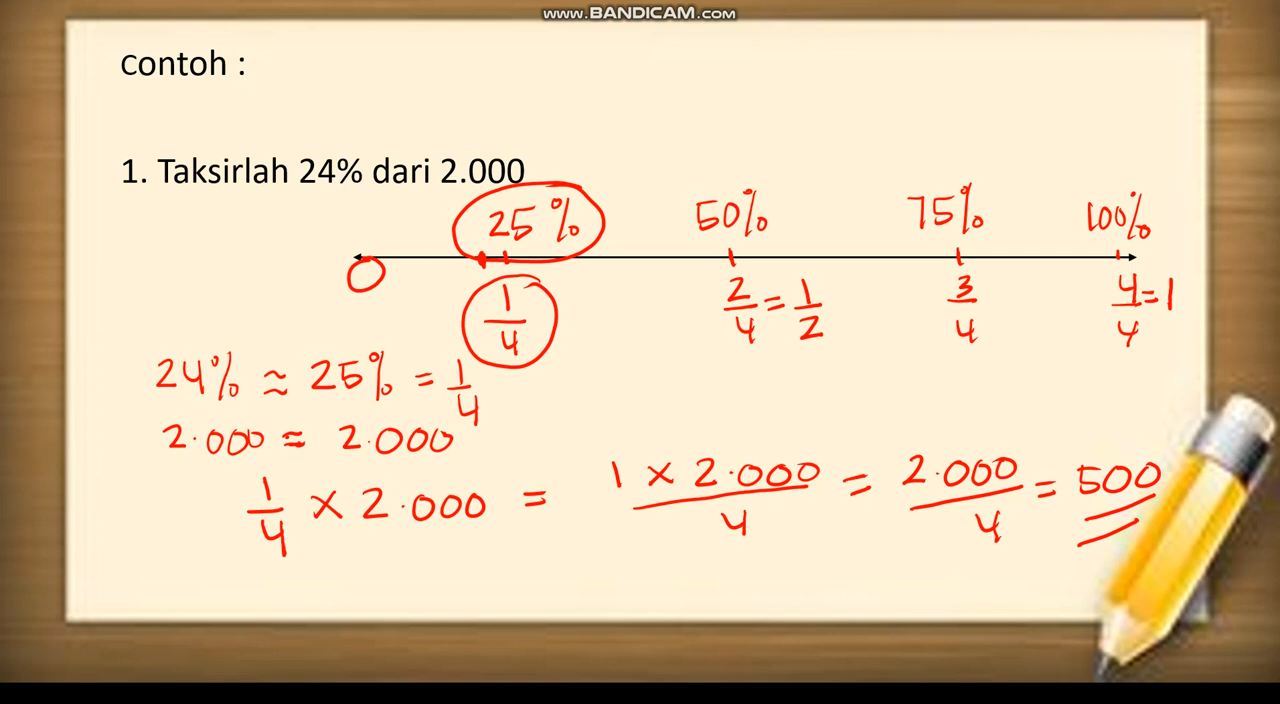 www.BANDICAM.com
Contoh :
1. Taksirlah 24% dari 2.000
25% 50% 75% 100%
0 1/4 2/4 = 1/2 3/4 4/4 = 1
24% ≈ 25% = 1/4
2.000 ≈ 2.000
1/4 × 2.000 = 1 × 2.000/4 = 2.000/4 = 500